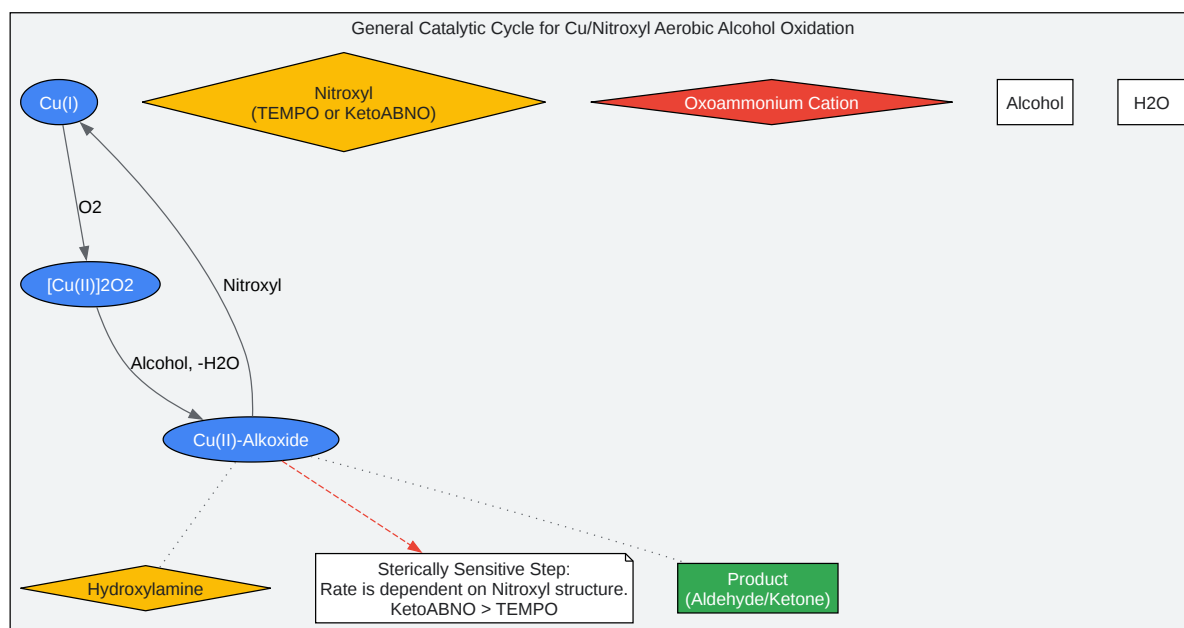 General Catalytic Cycle for Cu/Nitroxyl Aerobic Alcohol Oxidation
Cu(I)
Nitroxyl
(TEMPO or KetoABNO)
Oxoammonium Cation
Alcohol
H2O
O2
[Cu(II)]2O2
Nitroxyl
Alcohol, -H2O
Cu(II)-Alkoxide
Hydroxylamine
Sterically Sensitive Step:
Rate is dependent on Nitroxyl structure.
KetoABNO > TEMPO
Product
(Aldehyde/Ketone)